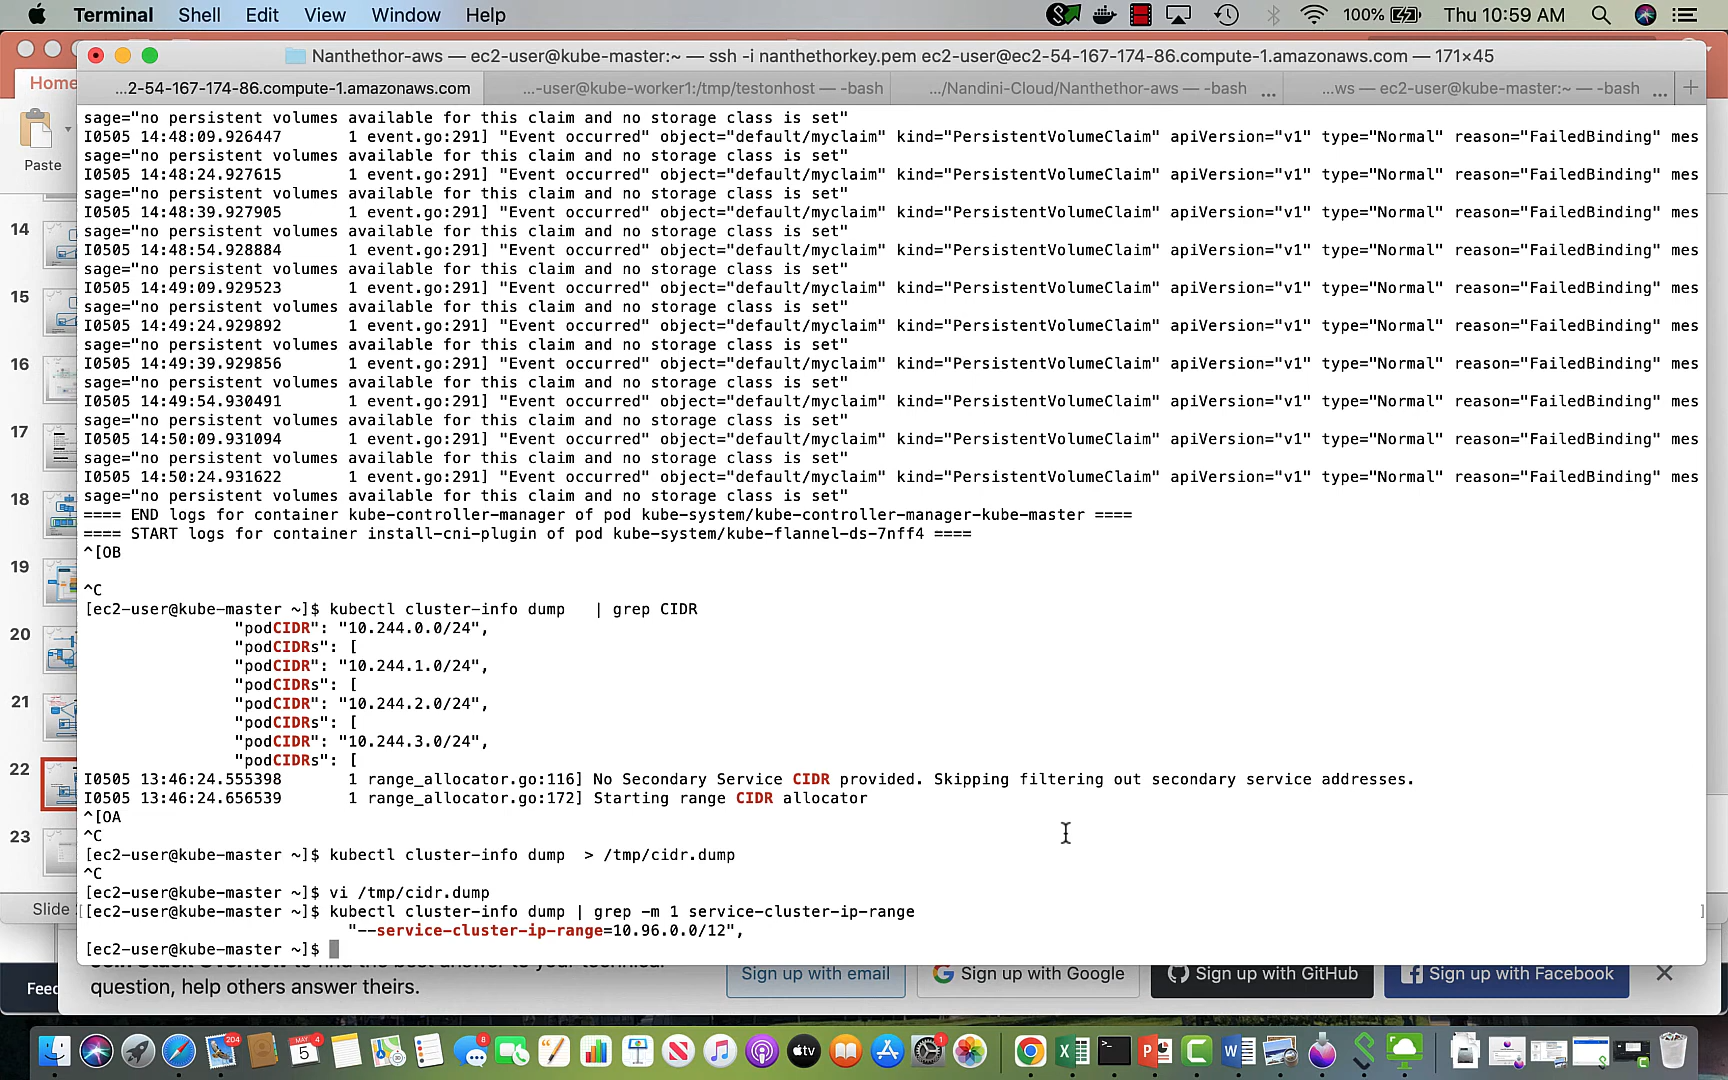 Terminal Shell Edit View Window Help 100% Thu 10:59 AM
Nanthethor-aws — ec2-user@kube-master:~ — ssh -i nanthethorkey.pem ec2-user@ec2-54-167-174-86.compute-1.amazonaws.com — 171×45
Home
...2-54-167-174-86.compute-1.amazonaws.com ...-user@kube-worker1:/tmp/testonhost — -bash .../Nandini-Cloud/Nanthethor-aws — -bash ... ...ws — ec2-user@kube-master:~ — -bash ... +
Paste
14
15
16
17
18
19
20
21
22
23
Slide
sage="no persistent volumes available for this claim and no storage class is set"
I0505 14:48:09.926447 1 event.go:291] "Event occurred" object="default/myclaim" kind="PersistentVolumeClaim" apiVersion="v1" type="Normal" reason="FailedBinding" mes
sage="no persistent volumes available for this claim and no storage class is set"
I0505 14:48:24.927615 1 event.go:291] "Event occurred" object="default/myclaim" kind="PersistentVolumeClaim" apiVersion="v1" type="Normal" reason="FailedBinding" mes
sage="no persistent volumes available for this claim and no storage class is set"
I0505 14:48:39.927905 1 event.go:291] "Event occurred" object="default/myclaim" kind="PersistentVolumeClaim" apiVersion="v1" type="Normal" reason="FailedBinding" mes
sage="no persistent volumes available for this claim and no storage class is set"
I0505 14:48:54.928884 1 event.go:291] "Event occurred" object="default/myclaim" kind="PersistentVolumeClaim" apiVersion="v1" type="Normal" reason="FailedBinding" mes
sage="no persistent volumes available for this claim and no storage class is set"
I0505 14:49:09.929523 1 event.go:291] "Event occurred" object="default/myclaim" kind="PersistentVolumeClaim" apiVersion="v1" type="Normal" reason="FailedBinding" mes
sage="no persistent volumes available for this claim and no storage class is set"
I0505 14:49:24.929892 1 event.go:291] "Event occurred" object="default/myclaim" kind="PersistentVolumeClaim" apiVersion="v1" type="Normal" reason="FailedBinding" mes
sage="no persistent volumes available for this claim and no storage class is set"
I0505 14:49:39.929856 1 event.go:291] "Event occurred" object="default/myclaim" kind="PersistentVolumeClaim" apiVersion="v1" type="Normal" reason="FailedBinding" mes
sage="no persistent volumes available for this claim and no storage class is set"
I0505 14:49:54.930491 1 event.go:291] "Event occurred" object="default/myclaim" kind="PersistentVolumeClaim" apiVersion="v1" type="Normal" reason="FailedBinding" mes
sage="no persistent volumes available for this claim and no storage class is set"
I0505 14:50:09.931094 1 event.go:291] "Event occurred" object="default/myclaim" kind="PersistentVolumeClaim" apiVersion="v1" type="Normal" reason="FailedBinding" mes
sage="no persistent volumes available for this claim and no storage class is set"
I0505 14:50:24.931622 1 event.go:291] "Event occurred" object="default/myclaim" kind="PersistentVolumeClaim" apiVersion="v1" type="Normal" reason="FailedBinding" mes
sage="no persistent volumes available for this claim and no storage class is set"
==== END logs for container kube-controller-manager of pod kube-system/kube-controller-manager-kube-master ====
==== START logs for container install-cni-plugin of pod kube-system/kube-flannel-ds-7nff4 ====
^[OB
^C
[ec2-user@kube-master ~]$ kubectl cluster-info dump | grep CIDR
"podCIDR": "10.244.0.0/24",
"podCIDRs": [
"podCIDR": "10.244.1.0/24",
"podCIDRs": [
"podCIDR": "10.244.2.0/24",
"podCIDRs": [
"podCIDR": "10.244.3.0/24",
"podCIDRs": [
I0505 13:46:24.555398 1 range_allocator.go:116] No Secondary Service CIDR provided. Skipping filtering out secondary service addresses.
I0505 13:46:24.656539 1 range_allocator.go:172] Starting range CIDR allocator
^[OA
^C
[ec2-user@kube-master ~]$ kubectl cluster-info dump > /tmp/cidr.dump
^C
[ec2-user@kube-master ~]$ vi /tmp/cidr.dump
[[ec2-user@kube-master ~]$ kubectl cluster-info dump | grep -m 1 service-cluster-ip-range ]
"--service-cluster-ip-range=10.96.0.0/12",
[ec2-user@kube-master ~]$
Feed
question, help others answer theirs.
Sign up with email
Sign up with Google
Sign up with GitHub
Sign up with Facebook
204
MAY 5
4
8
tv
1